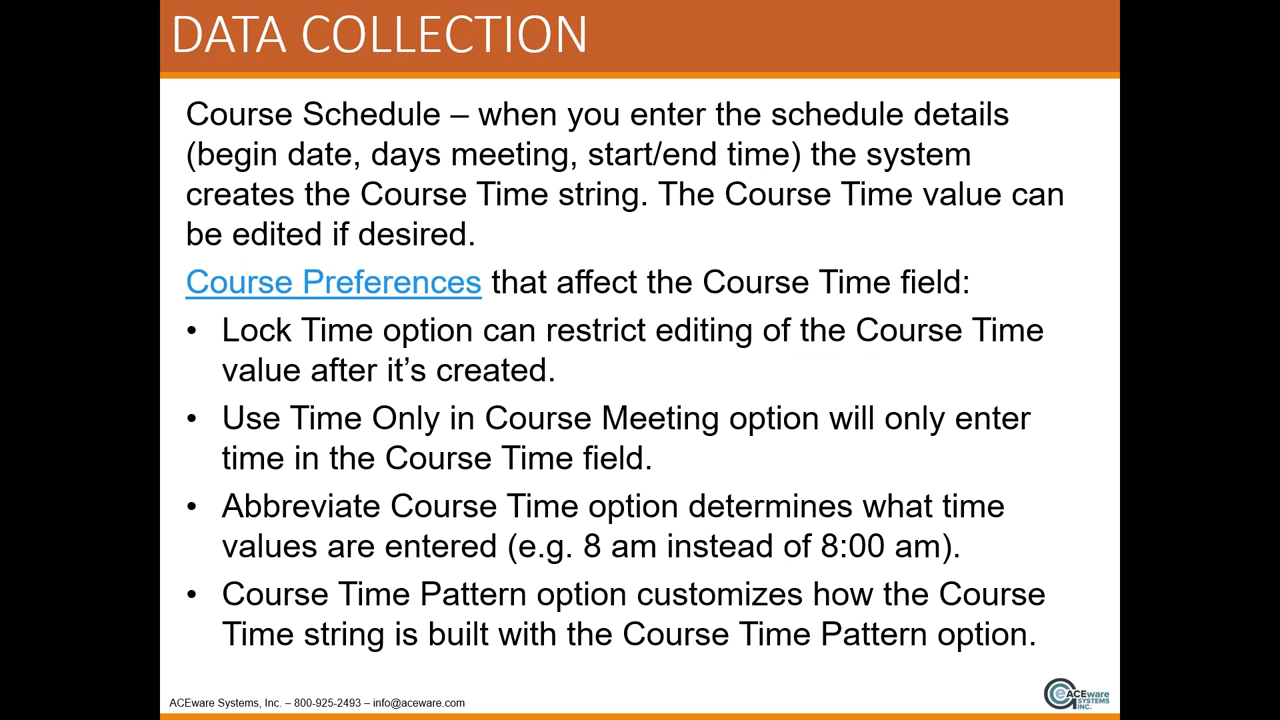 DATA COLLECTION
Course Schedule – when you enter the schedule details
(begin date, days meeting, start/end time) the system
creates the Course Time string. The Course Time value can
be edited if desired.
Course Preferences that affect the Course Time field:
• Lock Time option can restrict editing of the Course Time
value after it’s created.
• Use Time Only in Course Meeting option will only enter
time in the Course Time field.
• Abbreviate Course Time option determines what time
values are entered (e.g. 8 am instead of 8:00 am).
• Course Time Pattern option customizes how the Course
Time string is built with the Course Time Pattern option.
ACEware Systems, Inc. – 800-925-2493 – info@aceware.com
ACEware
SYSTEMS
INC.